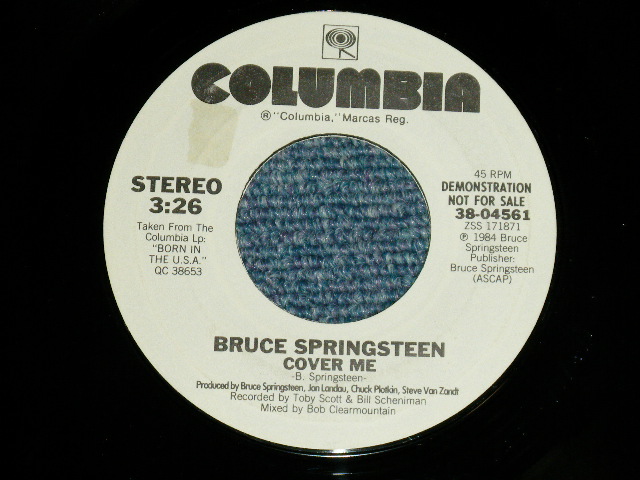 COLUMBIA
®"Columbia," Marcas Reg.
STEREO
3:26
Taken From The
Columbia Lp:
"BORN IN
THE U.S.A."
QC 38653
45 RPM
DEMONSTRATION
NOT FOR SALE
38-04561
ZSS 171871
℗ 1984 Bruce
Springsteen
Publisher:
Bruce Springsteen
(ASCAP)
BRUCE SPRINGSTEEN
COVER ME
-B. Springsteen-
Produced by Bruce Springsteen, Jon Landau, Chuck Plotkin, Steve Van Zandt
Recorded by Toby Scott & Bill Scheniman
Mixed by Bob Clearmountain